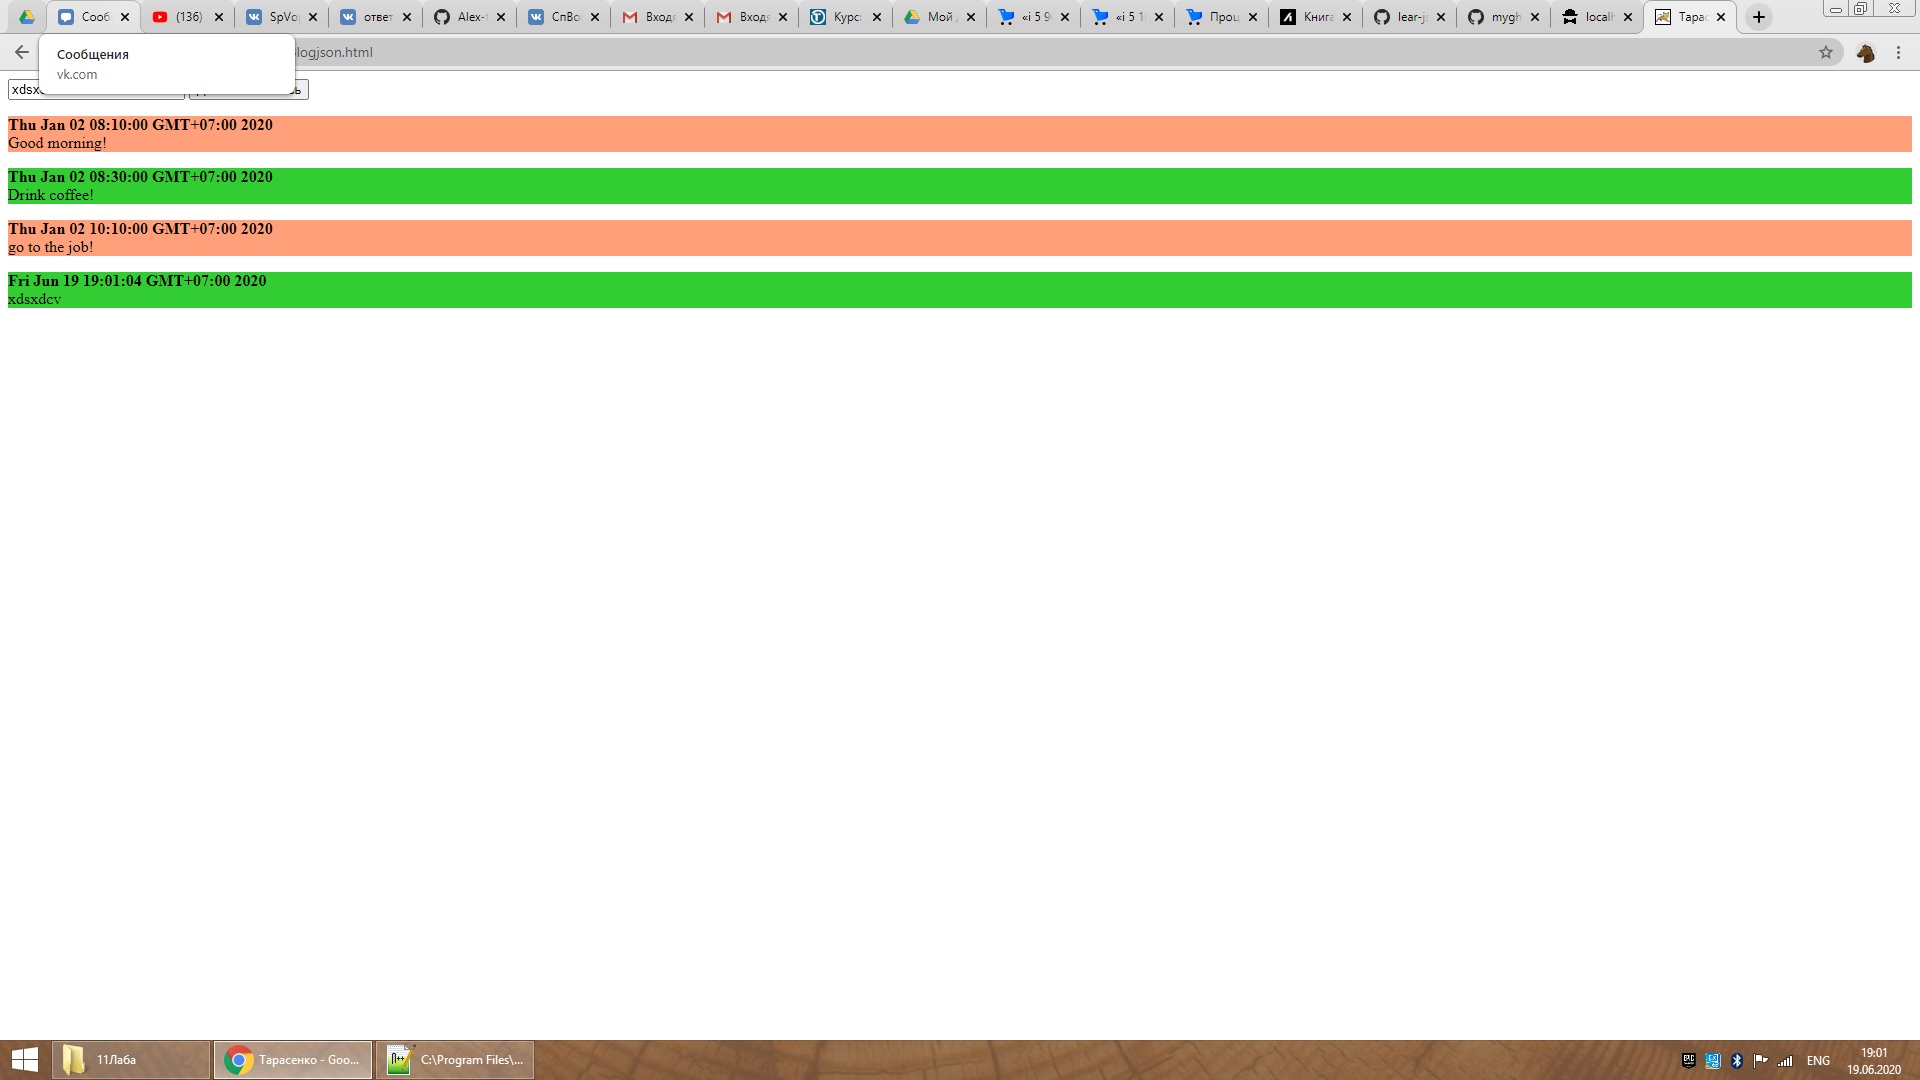 Сооб
(136)
SpVo
ответ
Alex-
СпВо
Входя
Входя
Курс:
Мой
«i 5 9
«i 5 1
Проц
Книга
lear-j
mygh
local
Тарас
Сообщения
vk.com
logjson.html
xdsx
ь
Thu Jan 02 08:10:00 GMT+07:00 2020
Good morning!
Thu Jan 02 08:30:00 GMT+07:00 2020
Drink coffee!
Thu Jan 02 10:10:00 GMT+07:00 2020
go to the job!
Fri Jun 19 19:01:04 GMT+07:00 2020
xdsxdcv
11Лаба
Тарасенко - Goo...
C:\Program Files\...
ENG
19:01
19.06.2020